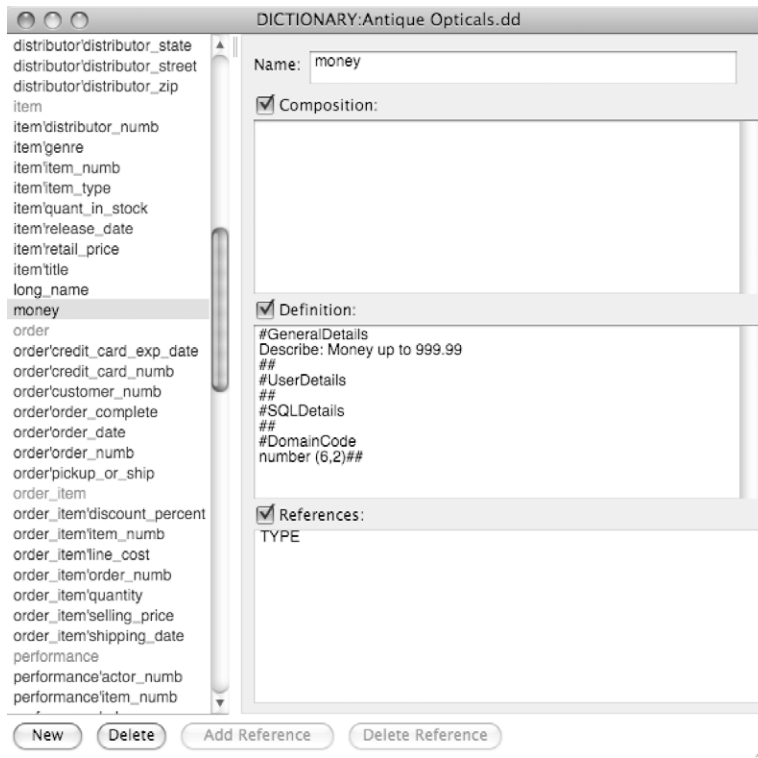 DICTIONARY:Antique Opticals.dd
distributor'distributor_state
distributor'distributor_street
distributor'distributor_zip
item
item'distributor_numb
item'genre
item'item_numb
item'item_type
item'quant_in_stock
item'release_date
item'retail_price
item'title
long_name
money
order
order'credit_card_exp_date
order'credit_card_numb
order'customer_numb
order'order_complete
order'order_date
order'order_numb
order'pickup_or_ship
order_item
order_item'discount_percent
order_item'item_numb
order_item'line_cost
order_item'order_numb
order_item'quantity
order_item'selling_price
order_item'shipping_date
performance
performance'actor_numb
performance'item_numb
Name: money
Composition:
Definition:
#GeneralDetails
Describe: Money up to 999.99
##
#UserDetails
##
#SQLDetails
##
#DomainCode
number (6,2)##
References:
TYPE
New Delete Add Reference Delete Reference